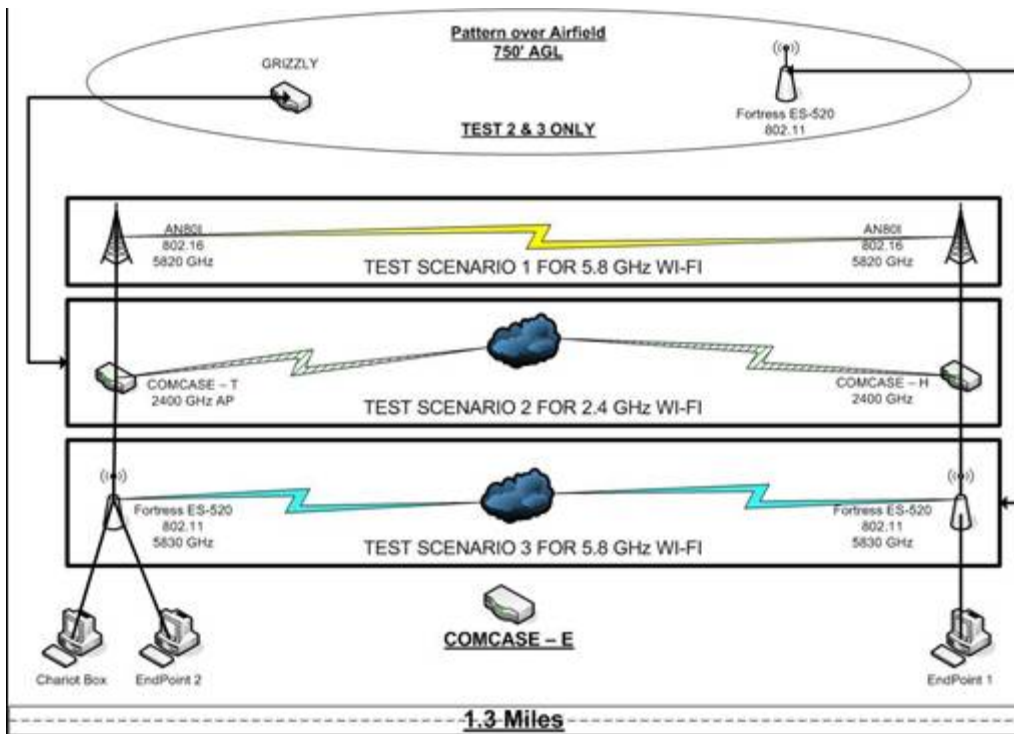 Pattern over Airfield
750' AGL
GRIZZLY
Fortress ES-520
802.11
TEST 2 & 3 ONLY
AN80I
802.16
5820 GHz
AN80I
802.16
5820 GHz
TEST SCENARIO 1 FOR 5.8 GHz WI-FI
COMCASE – T
2400 GHz AP
COMCASE – H
2400 GHz
TEST SCENARIO 2 FOR 2.4 GHz WI-FI
Fortress ES-520
802.11
5830 GHz
Fortress ES-520
802.11
5830 GHz
TEST SCENARIO 3 FOR 5.8 GHz WI-FI
COMCASE – E
Chariot Box
EndPoint 2
EndPoint 1
1.3 Miles